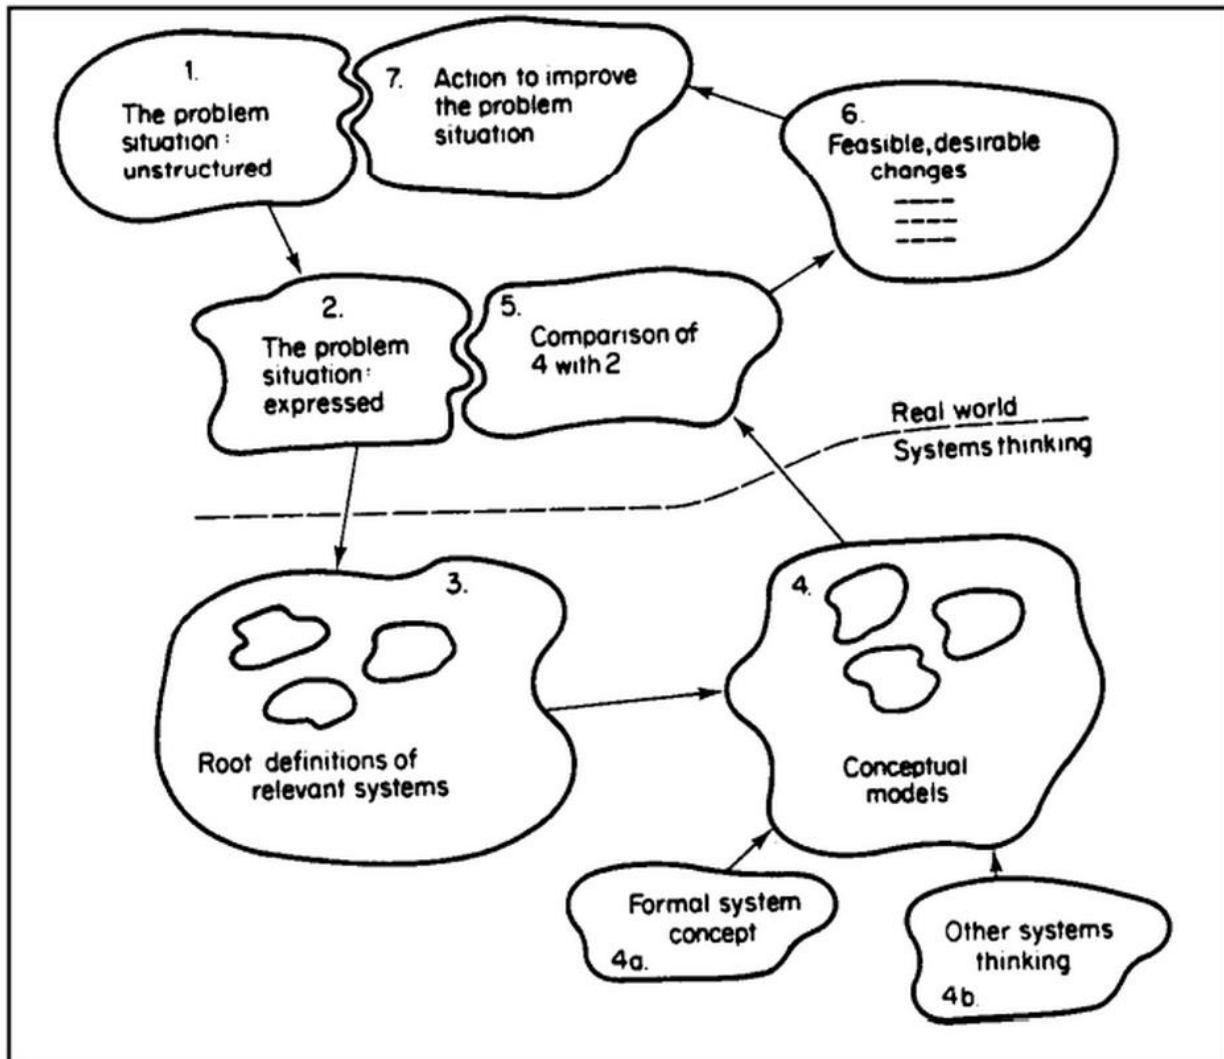 1.
The problem
situation:
unstructured
7. Action to improve
the problem
situation
6.
Feasible, desirable
changes
2.
The problem
situation:
expressed
5.
Comparison of
4 with 2
Real world
Systems thinking
3.
Root definitions of
relevant systems
4.
Conceptual
models
Formal system
concept
4a.
Other systems
thinking
4b.